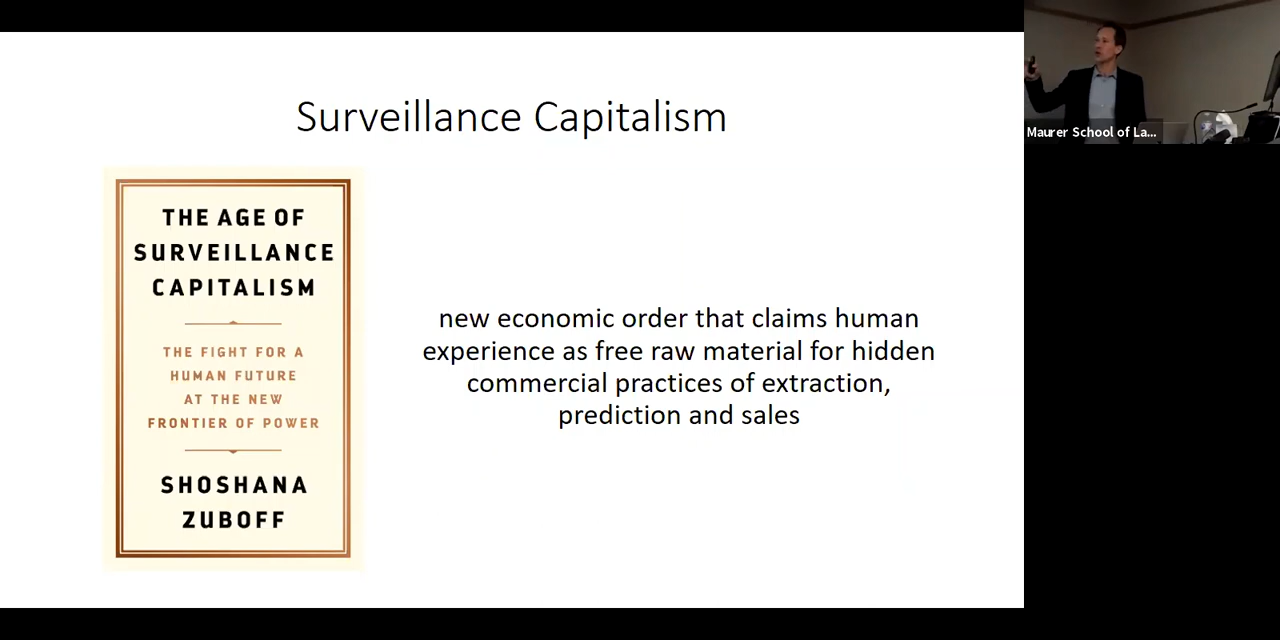 Surveillance Capitalism
THE AGE OF
SURVEILLANCE
CAPITALISM
THE FIGHT FOR A
HUMAN FUTURE
AT THE NEW
FRONTIER OF POWER
SHOSHANA
ZUBOFF
new economic order that claims human
experience as free raw material for hidden
commercial practices of extraction,
prediction and sales
Maurer School of La...